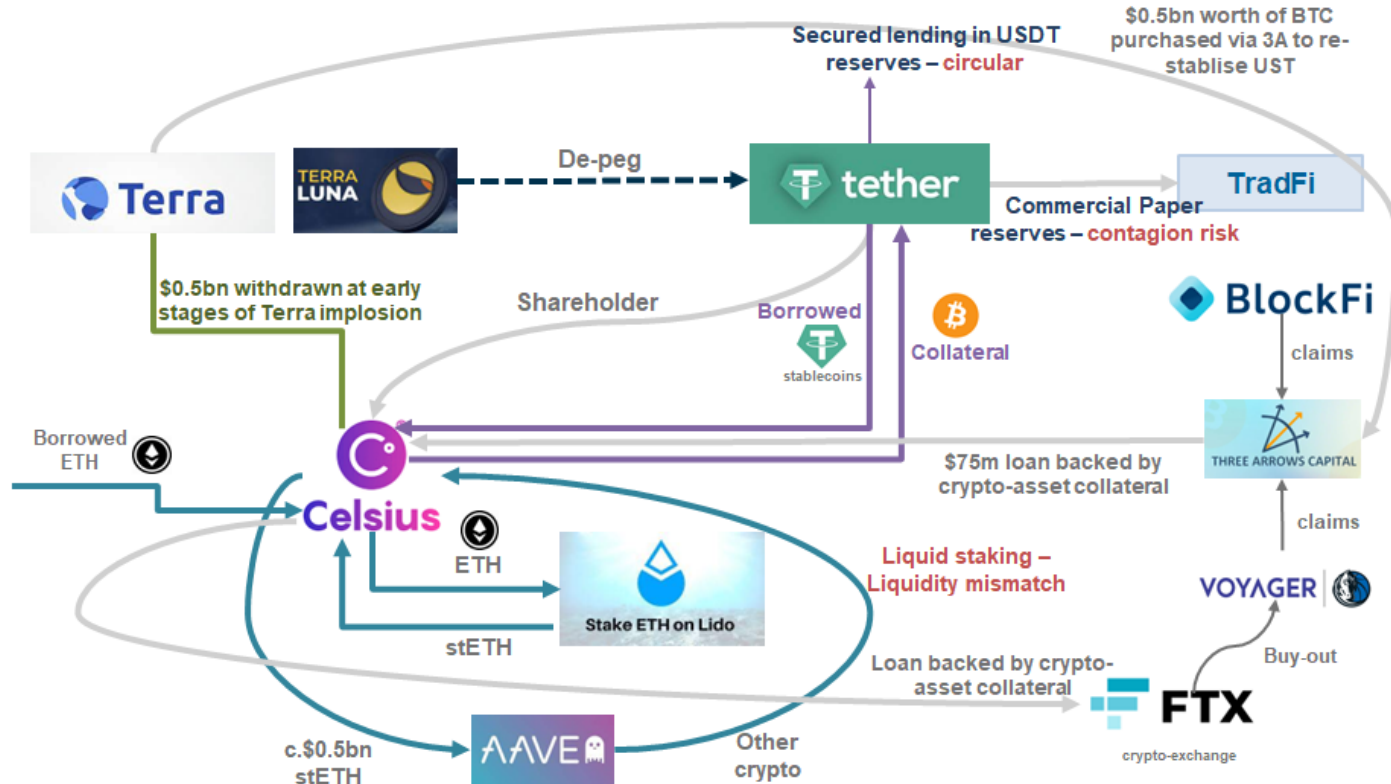 $0.5bn worth of BTC
purchased via 3A to re-
stablise UST
Secured lending in USDT
reserves – circular
Terra
TERRA
LUNA
De-peg
tether
TradFi
Commercial Paper
reserves – contagion risk
$0.5bn withdrawn at early
stages of Terra implosion
Shareholder
Borrowed
stablecoins
Collateral
BlockFi
claims
THREE ARROWS CAPITAL
Borrowed
ETH
$75m loan backed by
crypto-asset collateral
claims
Celsius
ETH
Liquid staking –
Liquidity mismatch
Stake ETH on Lido
stETH
VOYAGER
Buy-out
Loan backed by crypto-
asset collateral
FTX
crypto-exchange
c.$0.5bn
stETH
AAVE
Other
crypto